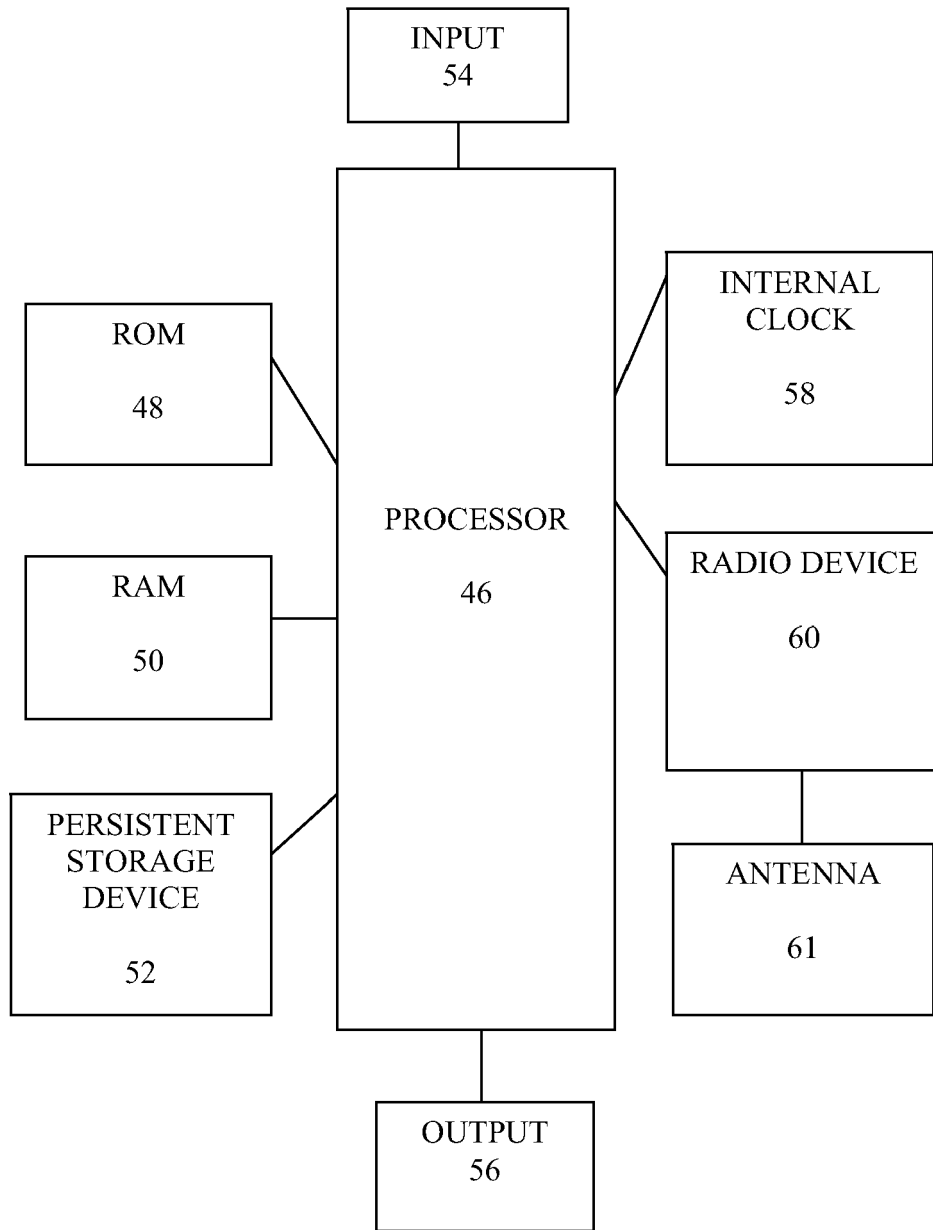 INPUT
54
INTERNAL
CLOCK
58
ROM
48
PROCESSOR
46
RADIO DEVICE
60
RAM
50
PERSISTENT
STORAGE
DEVICE
52
ANTENNA
61
OUTPUT
56